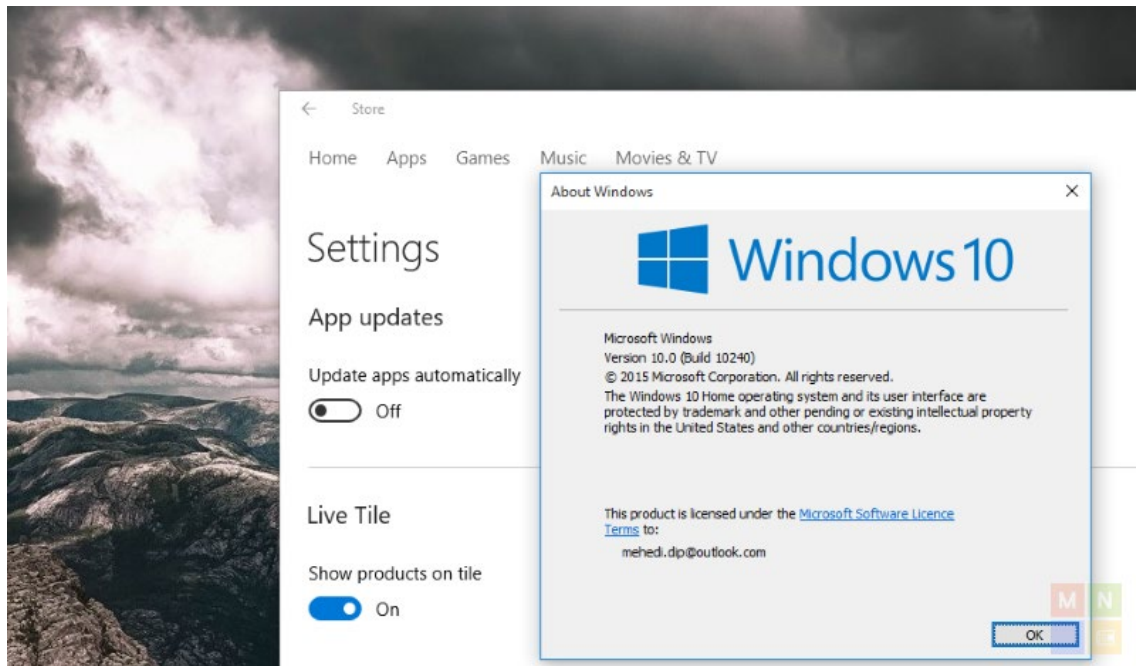 Store
Home Apps Games Music Movies & TV
Settings
App updates
Update apps automatically
Off
Live Tile
Show products on tile
On
About Windows
Windows 10
Microsoft Windows
Version 10.0 (Build 10240)
© 2015 Microsoft Corporation. All rights reserved.
The Windows 10 Home operating system and its user interface are
protected by trademark and other pending or existing intellectual property
rights in the United States and other countries/regions.
This product is licensed under the Microsoft Software Licence
Terms to:
mehedi.dip@outlook.com
OK
M N